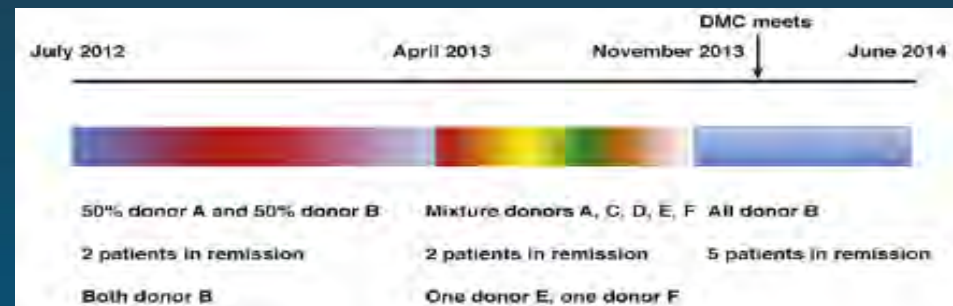 DMC meets
July 2012 April 2013 November 2013 June 2014
50% donor A and 50% donor B Mixture donors A, C, D, E, F All donor B
2 patients in remission 2 patients in remission 5 patients in remission
Both donor B One donor E, one donor F